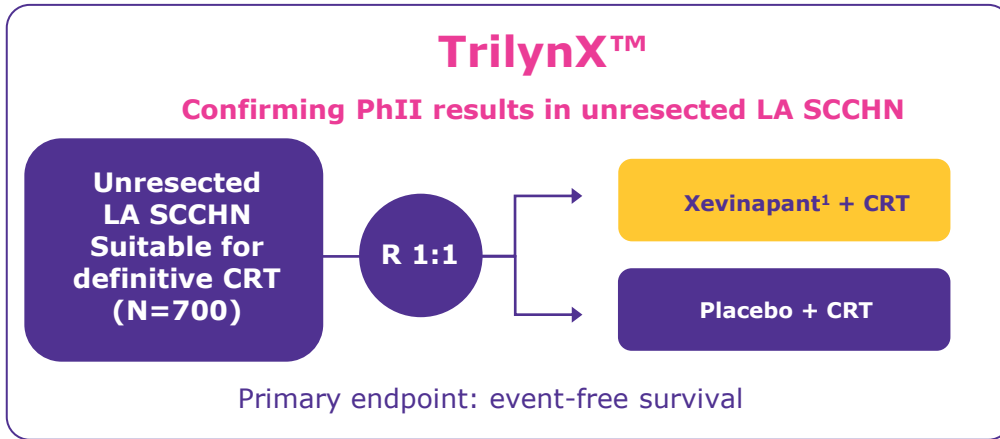 TrilynX™
Confirming PhII results in unresected LA SCCHN
Unresected
LA SCCHN
Suitable for
definitive CRT
(N=700)
R 1:1
Xevinapant¹ + CRT
Placebo + CRT
Primary endpoint: event-free survival